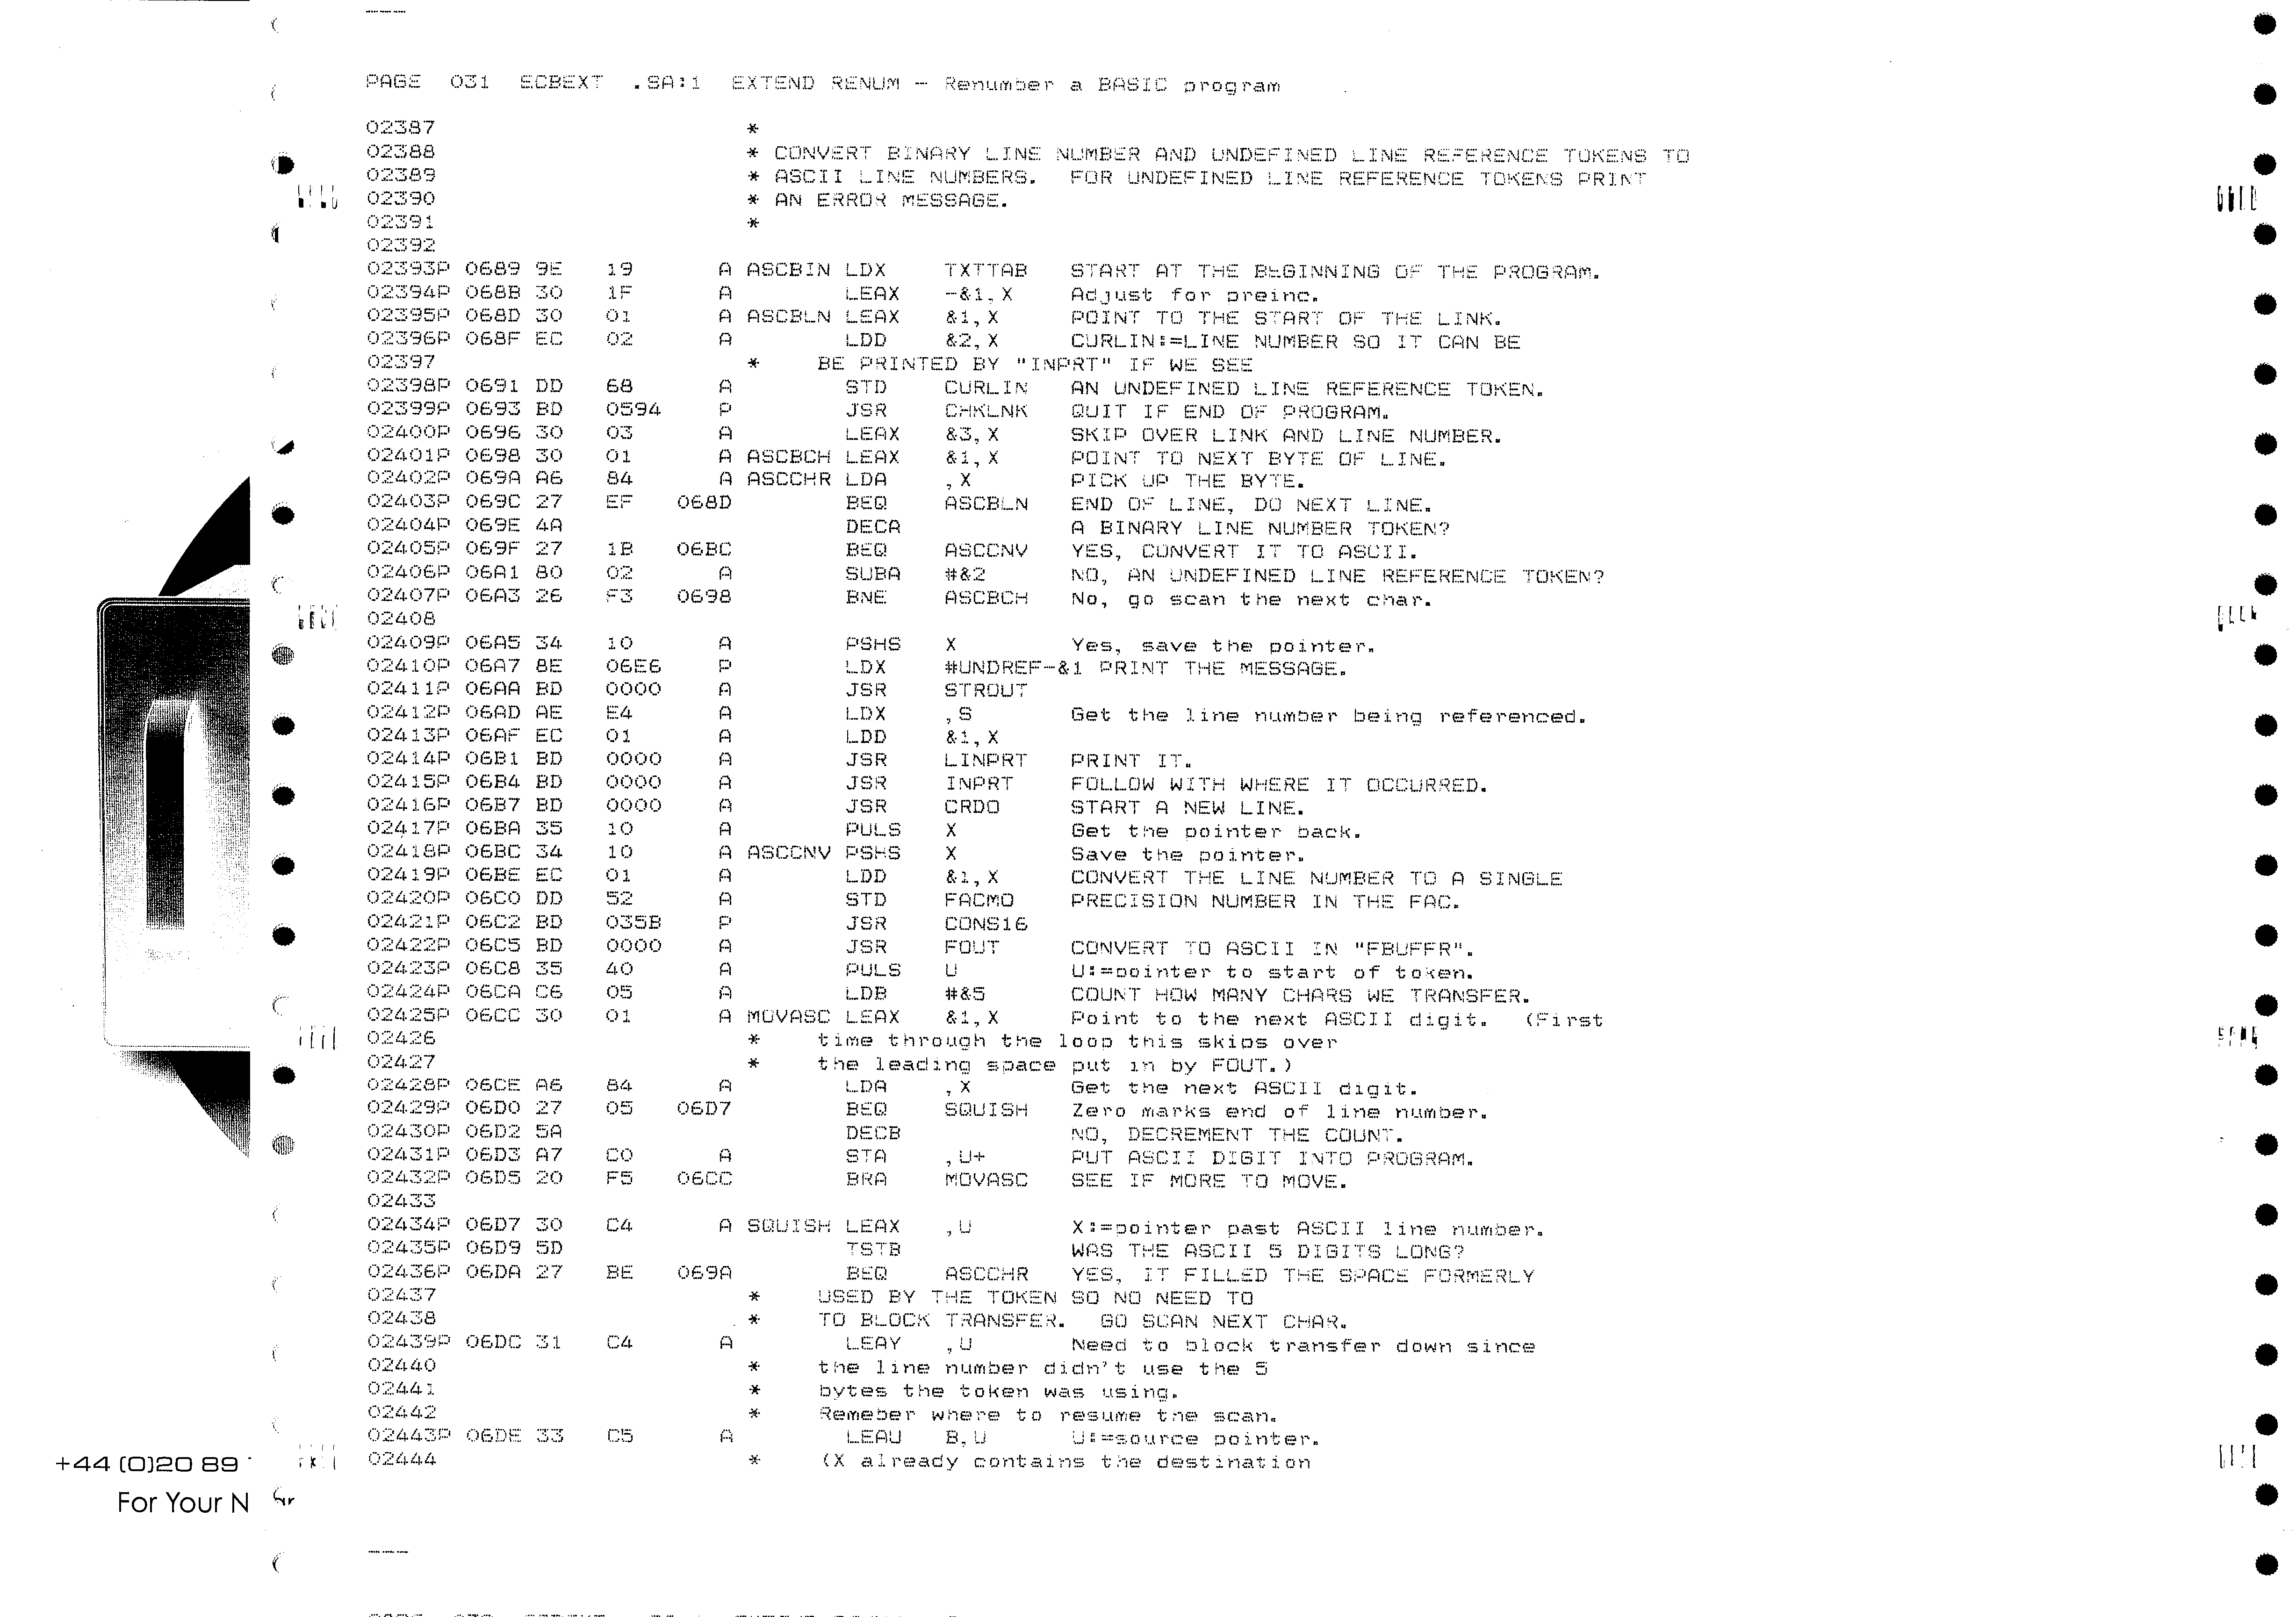 PAGE 031 ECBEXT .SA:1 EXTEND RENUM - Renumber a BASIC program
02387 *
02388 * CONVERT BINARY LINE NUMBER AND UNDEFINED LINE REFERENCE TOKENS TO
02389 * ASCII LINE NUMBERS. FOR UNDEFINED LINE REFERENCE TOKENS PRINT
02390 * AN ERROR MESSAGE.
02391 *
02392
02393P 0689 9E 19 A ASCBIN LDX TXTTAB START AT THE BEGINNING OF THE PROGRAM.
02394P 068B 30 1F A LEAX -&1,X Adjust for preinc.
02395P 068D 30 01 A ASCBLN LEAX &1,X POINT TO THE START OF THE LINK.
02396P 068F EC 02 A LDD &2,X CURLIN:=LINE NUMBER SO IT CAN BE
02397 * BE PRINTED BY "INPRT" IF WE SEE
02398P 0691 DD 68 A STD CURLIN AN UNDEFINED LINE REFERENCE TOKEN.
02399P 0693 BD 0594 P JSR CHKLNK QUIT IF END OF PROGRAM.
02400P 0696 30 03 A LEAX &3,X SKIP OVER LINK AND LINE NUMBER.
02401P 0698 30 01 A ASCBCH LEAX &1,X POINT TO NEXT BYTE OF LINE.
02402P 069A A6 84 A ASCCHR LDA ,X PICK UP THE BYTE.
02403P 069C 27 EF 068D BEQ ASCBLN END OF LINE, DO NEXT LINE.
02404P 069E 4A DECA A BINARY LINE NUMBER TOKEN?
02405P 069F 27 1B 06BC BEQ ASCCNV YES, CONVERT IT TO ASCII.
02406P 06A1 80 02 A SUBA #&2 NO, AN UNDEFINED LINE REFERENCE TOKEN?
02407P 06A3 26 F3 0698 BNE ASCBCH No, go scan the next char.
02408
02409P 06A5 34 10 A PSHS X Yes, save the pointer.
02410P 06A7 8E 06E6 P LDX #UNDREF-&1 PRINT THE MESSAGE.
02411P 06AA BD 0000 A JSR STROUT
02412P 06AD AE E4 A LDX ,S Get the line number being referenced.
02413P 06AF EC 01 A LDD &1,X
02414P 06B1 BD 0000 A JSR LINPRT PRINT IT.
02415P 06B4 BD 0000 A JSR INPRT FOLLOW WITH WHERE IT OCCURRED.
02416P 06B7 BD 0000 A JSR CRDO START A NEW LINE.
02417P 06BA 35 10 A PULS X Get the pointer back.
02418P 06BC 34 10 A ASCCNV PSHS X Save the pointer.
02419P 06BE EC 01 A LDD &1,X CONVERT THE LINE NUMBER TO A SINGLE
02420P 06C0 DD 52 A STD FACMO PRECISION NUMBER IN THE FAC.
02421P 06C2 BD 035B P JSR CONS16
02422P 06C5 BD 0000 A JSR FOUT CONVERT TO ASCII IN "FBUFFR".
02423P 06C8 35 40 A PULS U U:=pointer to start of token.
02424P 06CA C6 05 A LDB #&5 COUNT HOW MANY CHARS WE TRANSFER.
02425P 06CC 30 01 A MOVASC LEAX &1,X Point to the next ASCII digit. (First
02426 * time through the loop this skips over
02427 * the leading space put in by FOUT.)
02428P 06CE A6 84 A LDA ,X Get the next ASCII digit.
02429P 06D0 27 05 06D7 BEQ SQUISH Zero marks end of line number.
02430P 06D2 5A DECB NO, DECREMENT THE COUNT.
02431P 06D3 A7 C0 A STA ,U+ PUT ASCII DIGIT INTO PROGRAM.
02432P 06D5 20 F5 06CC BRA MOVASC SEE IF MORE TO MOVE.
02433
02434P 06D7 30 C4 A SQUISH LEAX ,U X:=pointer past ASCII line number.
02435P 06D9 5D TSTB WAS THE ASCII 5 DIGITS LONG?
02436P 06DA 27 BE 069A BEQ ASCCHR YES, IT FILLED THE SPACE FORMERLY
02437 * USED BY THE TOKEN SO NO NEED TO
02438 * TO BLOCK TRANSFER. GO SCAN NEXT CHAR.
02439P 06DC 31 C4 A LEAY ,U Need to block transfer down since
02440 * the line number didn't use the 5
02441 * bytes the token was using.
02442 * Remeber where to resume the scan.
02443P 06DE 33 C5 A LEAU B,U U:=source pointer.
02444 * (X already contains the destination
+44 (0)20 89
For Your N